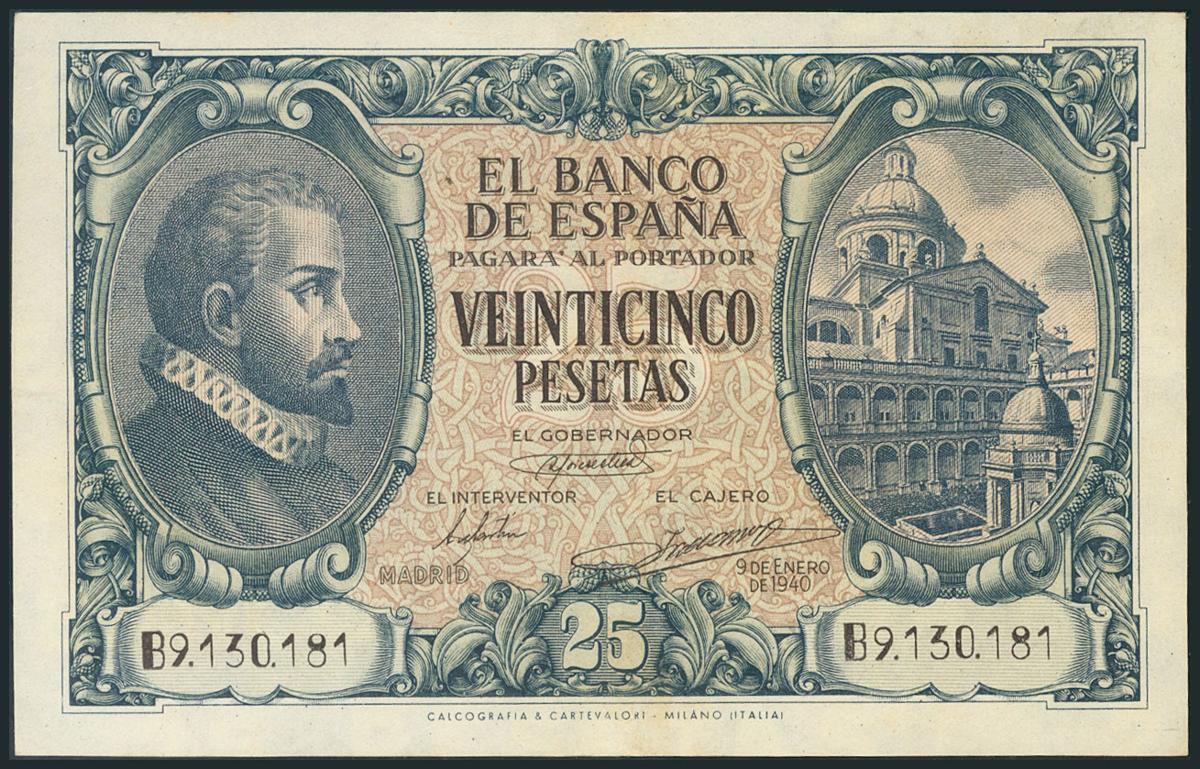 EL BANCO
DE ESPAÑA
PAGARA AL PORTADOR
VEINTICINCO
PESETAS
EL GOBERNADOR
EL INTERVENTOR
EL CAJERO
MADRID
9 DE ENERO
DE 1940
25
B9.130.181
B9.130.181
CALCOGRAFIA & CARTEVALORI - MILANO (ITALIA)